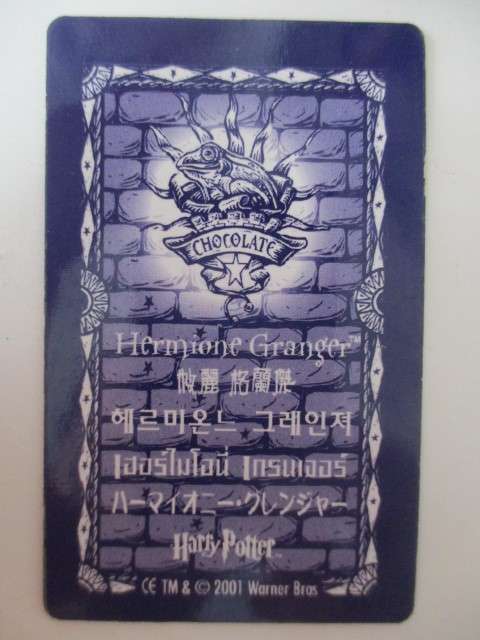 CHOCOLATE
Hermione Granger™
妙麗 格蘭傑
헤르미온느 그레인져
เฮอร์ไมโอนี่ เกรนเจอร์
ハーマイオニー・グレンジャー
Harry Potter™
CE TM & © 2001 Warner Bros